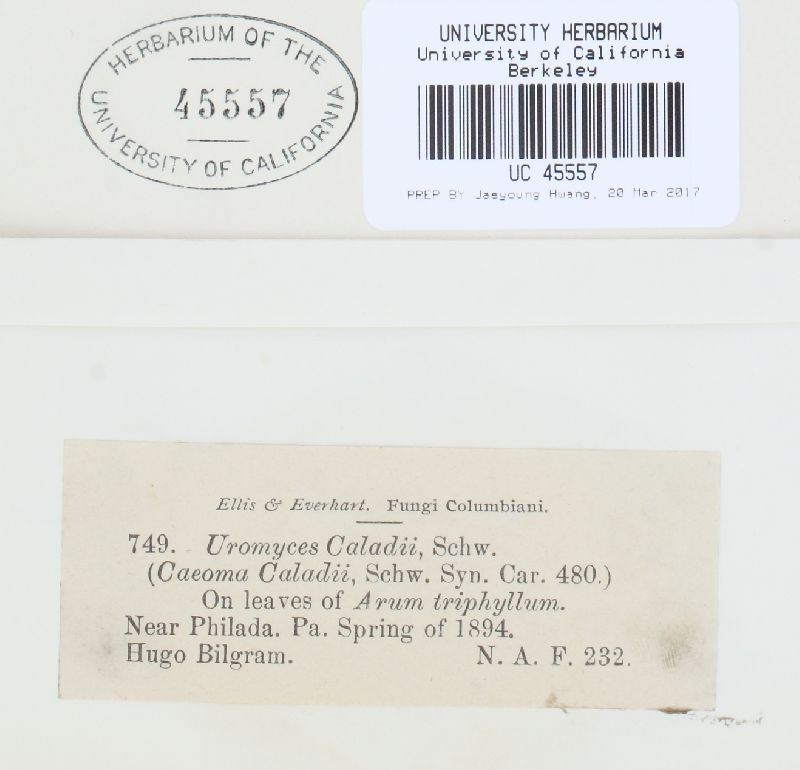 HERBARIUM OF THE
45557
UNIVERSITY OF CALIFORNIA
UNIVERSITY HERBARIUM
University of California
Berkeley
UC 45557
PREP BY Jaeyoung Hwang, 20 Mar 2017
Ellis & Everhart. Fungi Columbiani.
749. Uromyces Caladii, Schw.
(Caeoma Caladii, Schw. Syn. Car. 480.)
On leaves of Arum triphyllum.
Near Philada. Pa. Spring of 1894.
Hugo Bilgram. N. A. F. 232.